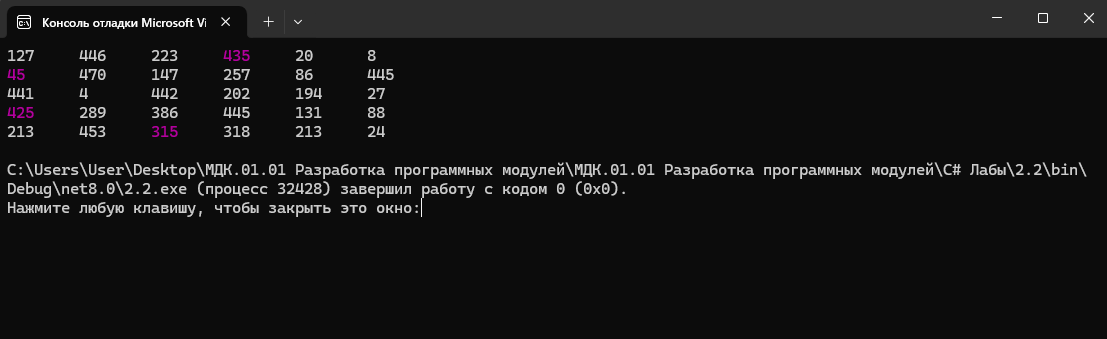 Консоль отладки Microsoft Vi
127 446 223 435 20 8
45 470 147 257 86 445
441 4 442 202 194 27
425 289 386 445 131 88
213 453 315 318 213 24
C:\Users\User\Desktop\МДК.01.01 Разработка программных модулей\МДК.01.01 Разработка программных модулей\C# Лабы\2.2\bin\
Debug\net8.0\2.2.exe (процесс 32428) завершил работу с кодом 0 (0x0).
Нажмите любую клавишу, чтобы закрыть это окно: